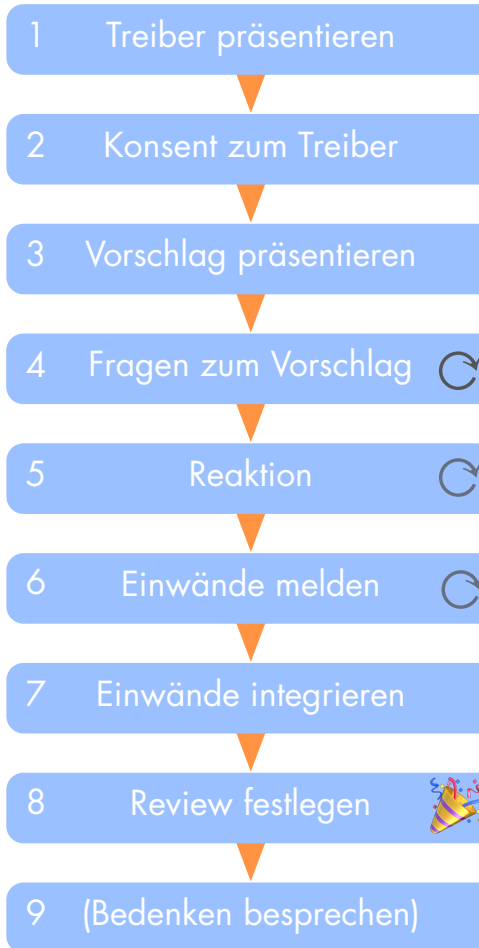 1 Treiber präsentieren
2 Konsent zum Treiber
3 Vorschlag präsentieren
4 Fragen zum Vorschlag
5 Reaktion
6 Einwände melden
7 Einwände integrieren
8 Review festlegen
9 (Bedenken besprechen)